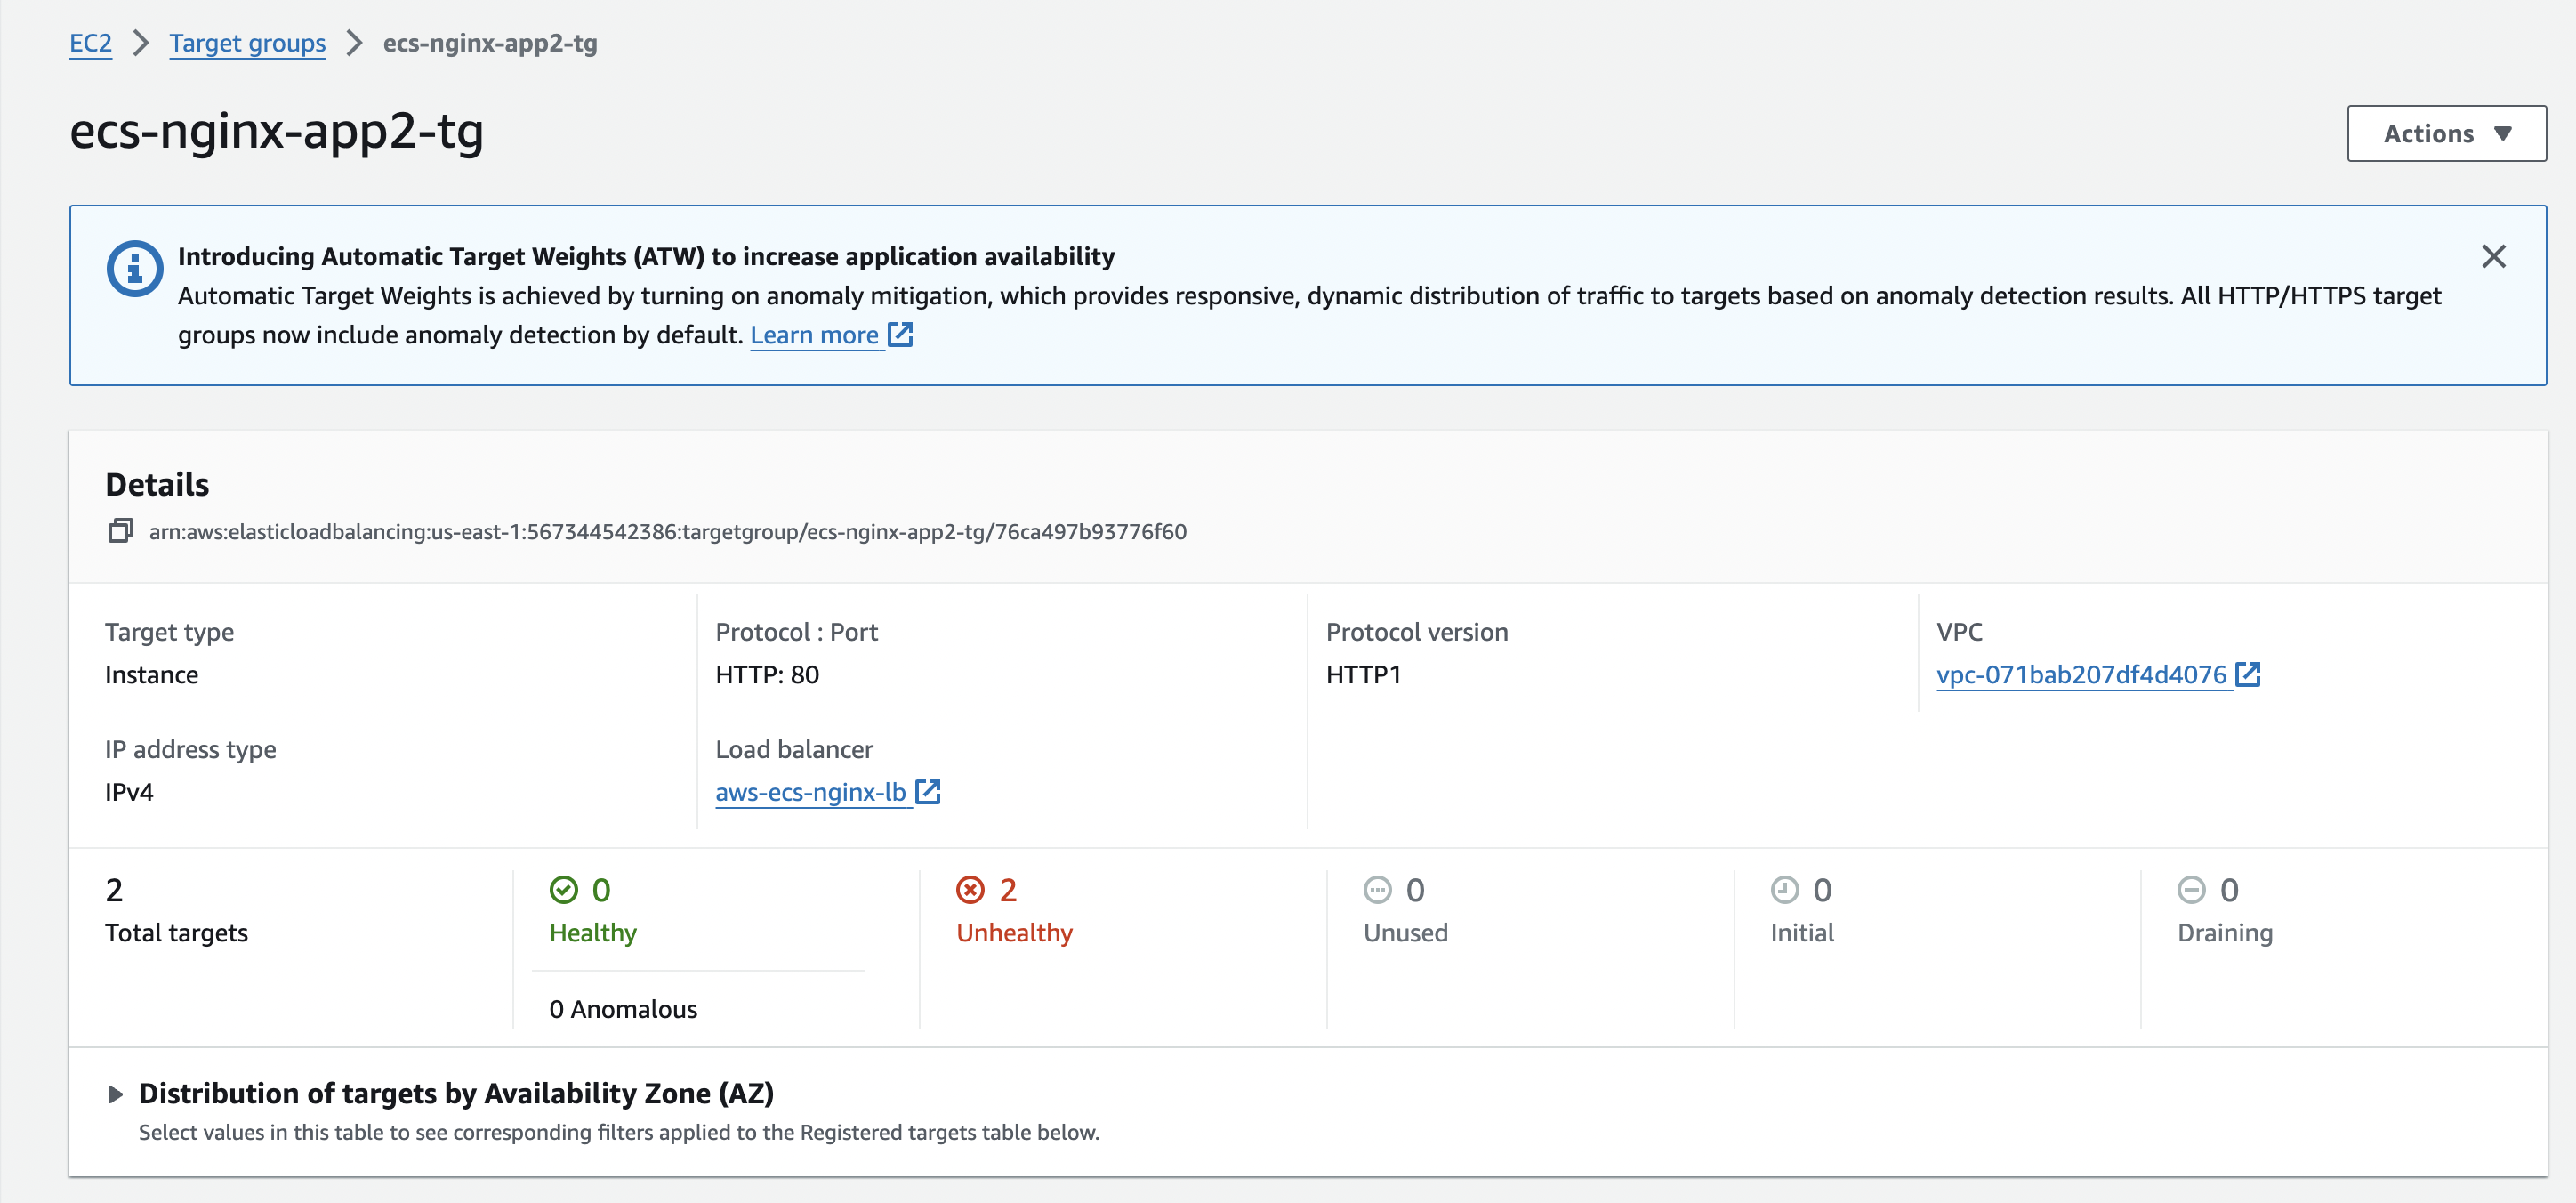 EC2 > Target groups > ecs-nginx-app2-tg
ecs-nginx-app2-tg
Actions
Introducing Automatic Target Weights (ATW) to increase application availability
Automatic Target Weights is achieved by turning on anomaly mitigation, which provides responsive, dynamic distribution of traffic to targets based on anomaly detection results. All HTTP/HTTPS target
groups now include anomaly detection by default. Learn more
Details
arn:aws:elasticloadbalancing:us-east-1:567344542386:targetgroup/ecs-nginx-app2-tg/76ca497b93776f60
Target type
Instance
Protocol : Port
HTTP: 80
Protocol version
HTTP1
VPC
vpc-071bab207df4d4076
IP address type
IPv4
Load balancer
aws-ecs-nginx-lb
2
Total targets
0
Healthy
0 Anomalous
2
Unhealthy
0
Unused
0
Initial
0
Draining
Distribution of targets by Availability Zone (AZ)
Select values in this table to see corresponding filters applied to the Registered targets table below.